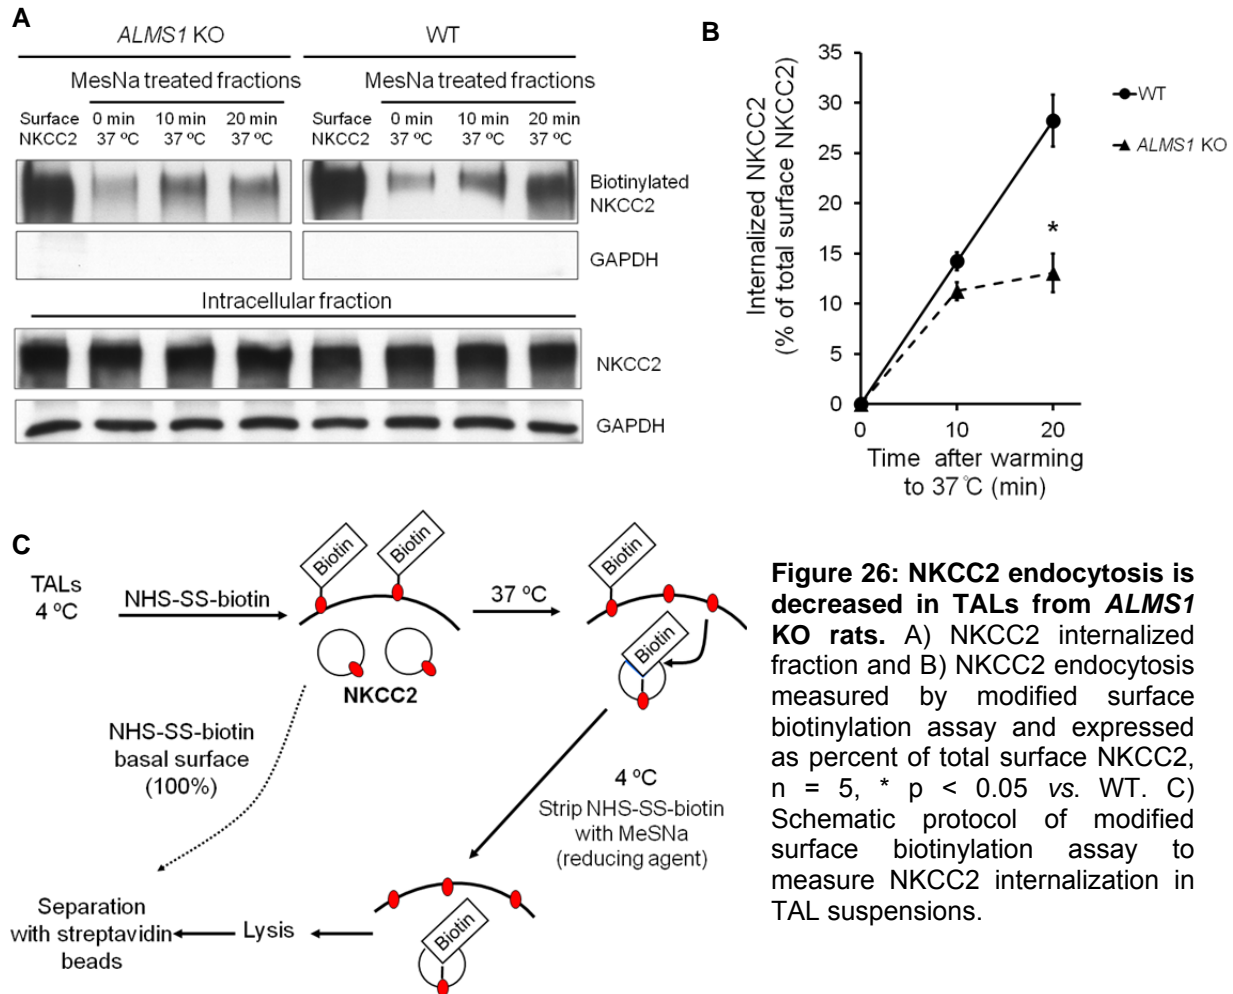 A
ALMS1 KO
WT
MesNa treated fractions
MesNa treated fractions
Surface 0 min 10 min 20 min
NKCC2 37 ºC 37 ºC 37 ºC
Surface 0 min 10 min 20 min
NKCC2 37 ºC 37 ºC 37 ºC
Biotinylated
NKCC2
GAPDH
Intracellular fraction
NKCC2
GAPDH
B
Internalized NKCC2
(% of total surface NKCC2)
35
30
25
20
15
10
5
0
*
0 10 20
Time after warming
to 37 ℃ (min)
WT
ALMS1 KO
C
TALs
4 ºC
NHS-SS-biotin
Biotin
Biotin
NKCC2
37 ºC
Biotin
Biotin
NHS-SS-biotin
basal surface
(100%)
4 ºC
Strip NHS-SS-biotin
with MeSNa
(reducing agent)
Biotin
Lysis
Separation
with streptavidin
beads
Figure 26: NKCC2 endocytosis is
decreased in TALs from ALMS1
KO rats. A) NKCC2 internalized
fraction and B) NKCC2 endocytosis
measured by modified surface
biotinylation assay and expressed
as percent of total surface NKCC2,
n = 5, * p < 0.05 vs. WT. C)
Schematic protocol of modified
surface biotinylation assay to
measure NKCC2 internalization in
TAL suspensions.